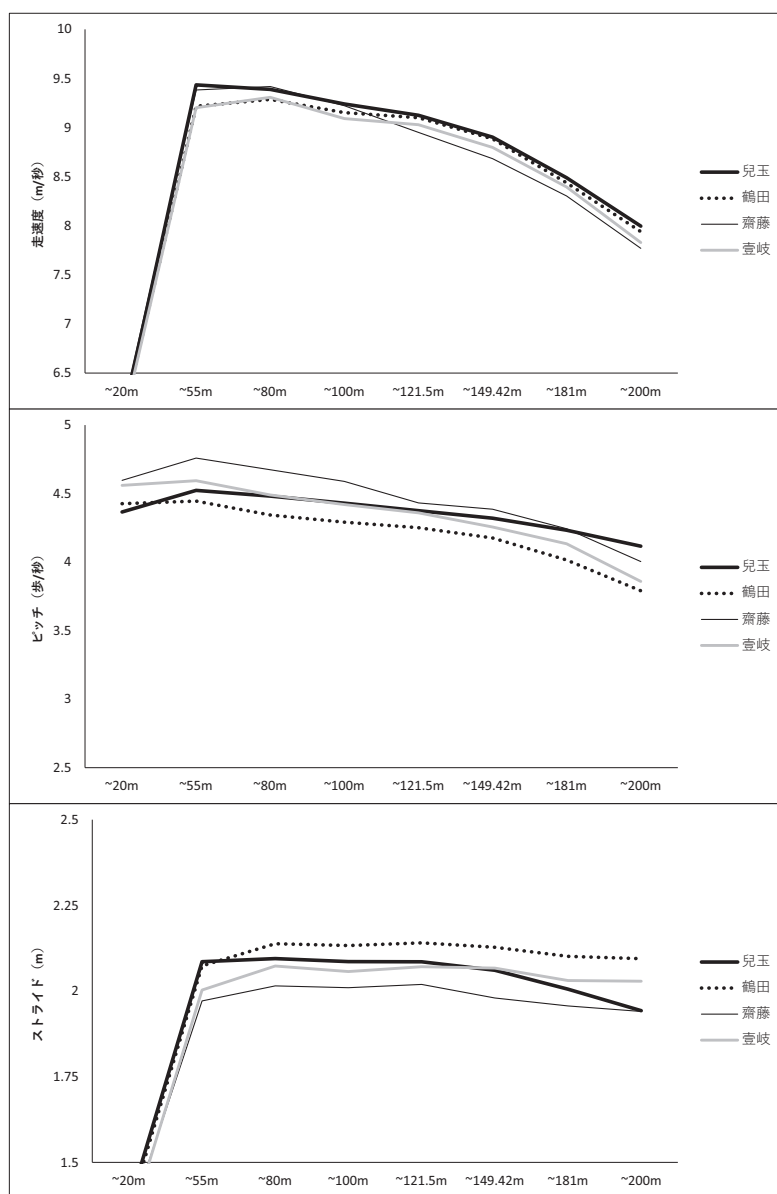 10
9.5
9
8.5
8
7.5
7
6.5
走速度（m/秒）
~20m ~55m ~80m ~100m ~121.5m ~149.42m ~181m ~200m
兒玉
鶴田
齋藤
壹岐
5
4.5
4
3.5
3
2.5
ピッチ（歩/秒）
~20m ~55m ~80m ~100m ~121.5m ~149.42m ~181m ~200m
兒玉
鶴田
齋藤
壹岐
2.5
2.25
2
1.75
1.5
ストライド（m）
~20m ~55m ~80m ~100m ~121.5m ~149.42m ~181m ~200m
兒玉
鶴田
齋藤
壹岐